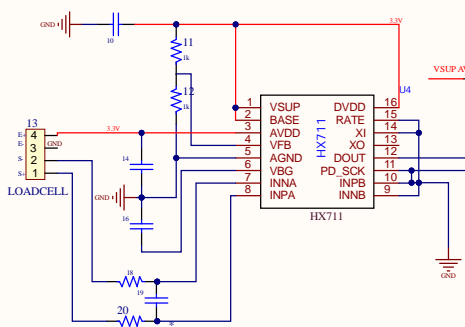 GND
10
3.3V
11
1k
12
1k
VSUP AV
U4
HX711
1 VSUP DVDD 16
2 BASE RATE 15
3 AVDD XI 14
4 VFB XO 13
5 AGND DOUT 12
6 VBG PD_SCK 11
7 INNA INPB 10
8 INPA INNB 9
HX711
13
E+ 4
E- 3 GND
S- 2
S+ 1
LOADCELL
3.3V
14
GND
16
18
19
20
*
GND